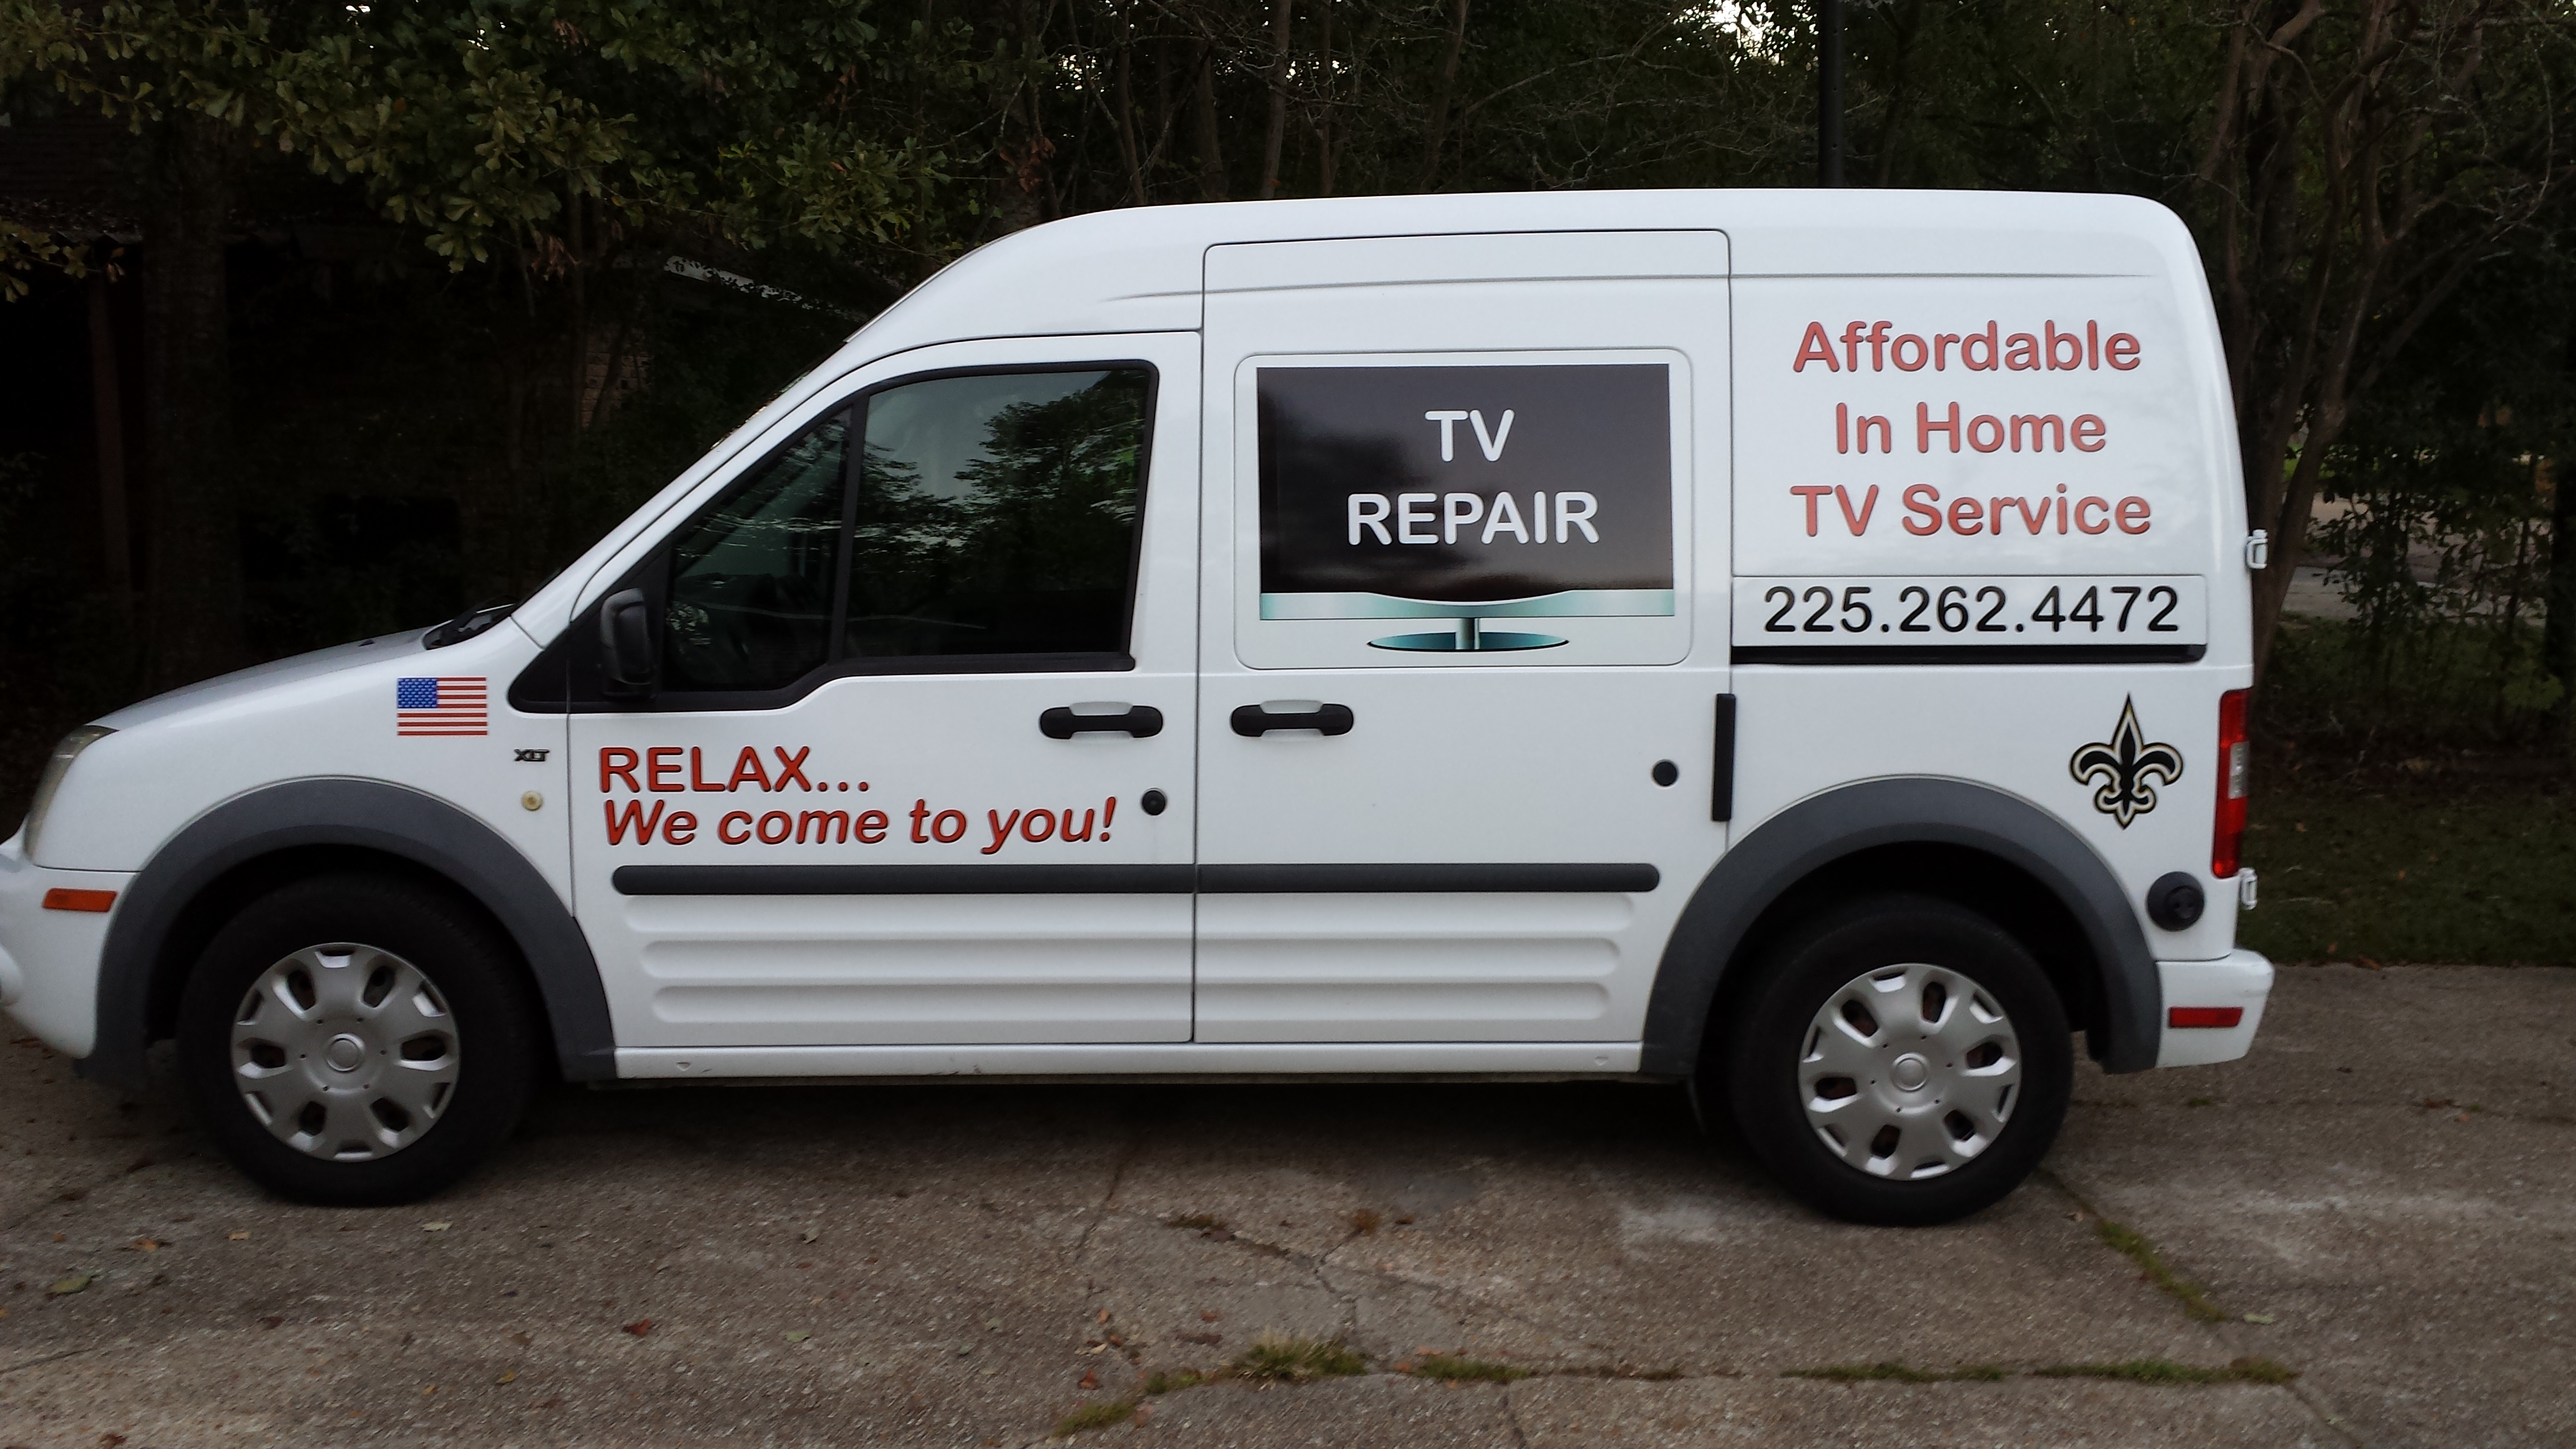 TV
REPAIR
Affordable
In Home
TV Service
225.262.4472
XLT
RELAX...
We come to you!